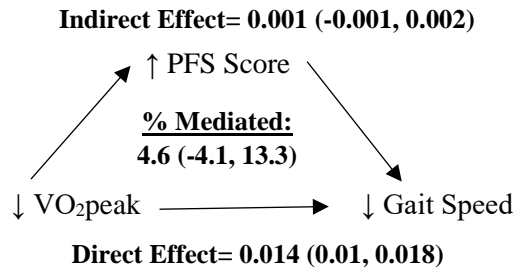 Indirect Effect= 0.001 (-0.001, 0.002)
↑ PFS Score
% Mediated:
4.6 (-4.1, 13.3)
↓ VO₂peak
↓ Gait Speed
Direct Effect= 0.014 (0.01, 0.018)